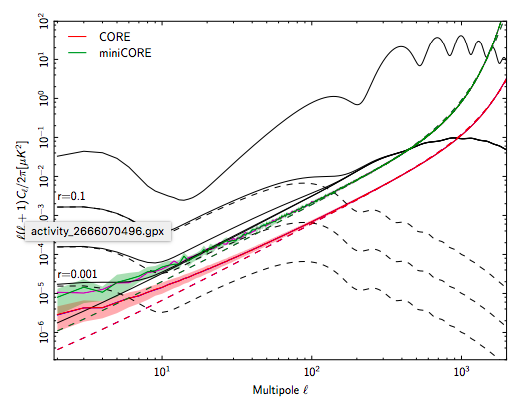 CORE
miniCORE
ℓ(ℓ + 1) Cℓ/2π[μK²]
10²
10¹
10⁰
10⁻¹
10⁻²
10⁻³
10⁻⁴
10⁻⁵
10⁻⁶
r=0.1
activity_2666070496.gpx
r=0.001
10¹
10²
10³
Multipole ℓ